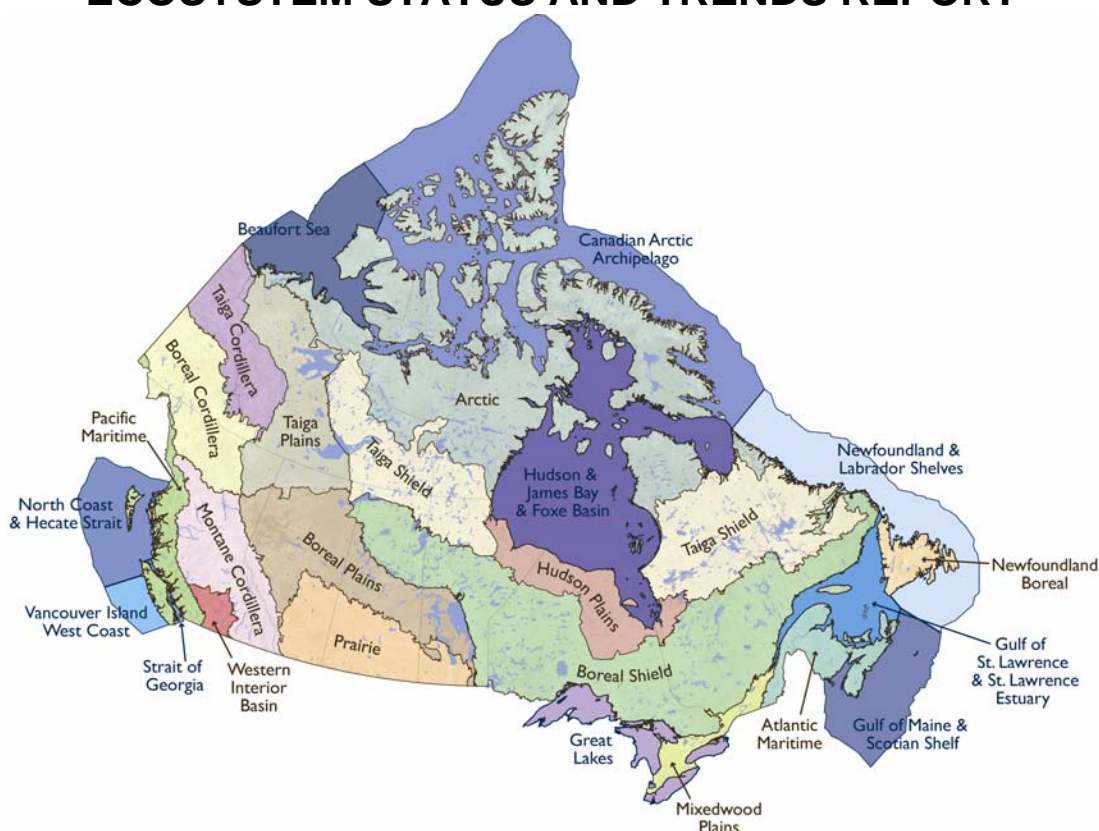 ECOSYSTEM STATUS AND TRENDS REPORT
Beaufort Sea
Canadian Arctic
Archipelago
Taiga Cordillera
Boreal Cordillera
Pacific
Maritime
Taiga
Plains
Arctic
Taiga Shield
Newfoundland &
Labrador Shelves
North Coast
& Hecate Strait
Hudson &
James Bay
& Foxe Basin
Montane Cordillera
Boreal Plains
Taiga Shield
Hudson Plains
Newfoundland
Boreal
Vancouver Island
West Coast
Prairie
Strait of
Georgia
Western
Interior
Basin
Boreal Shield
Gulf of
St. Lawrence
& St. Lawrence
Estuary
Great
Lakes
Atlantic
Maritime
Gulf of Maine &
Scotian Shelf
Mixedwood
Plains